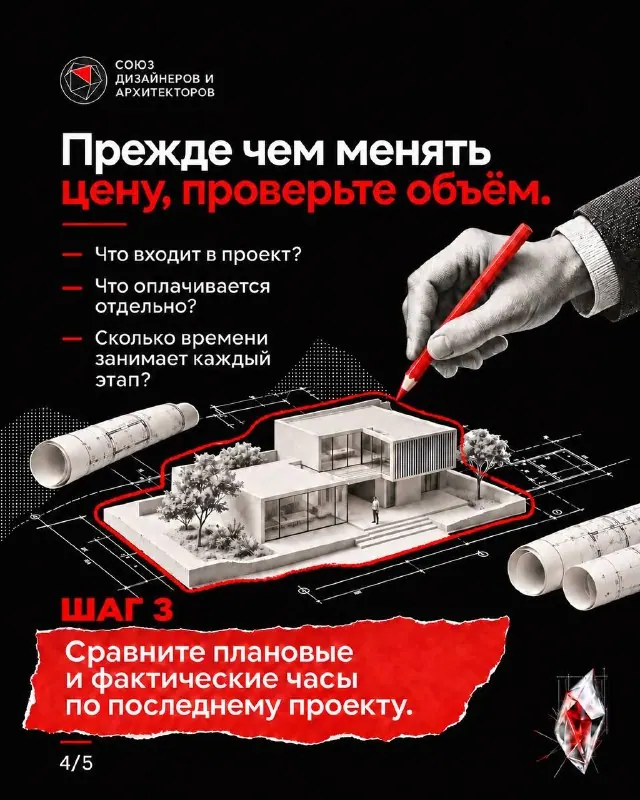 СОЮЗ
ДИЗАЙНЕРОВ И
АРХИТЕКТОРОВ
Прежде чем менять
цену, проверьте объём.
— Что входит в проект?
— Что оплачивается
отдельно?
— Сколько времени
занимает каждый
этап?
ШАГ 3
Сравните плановые
и фактические часы
по последнему проекту.
4/5